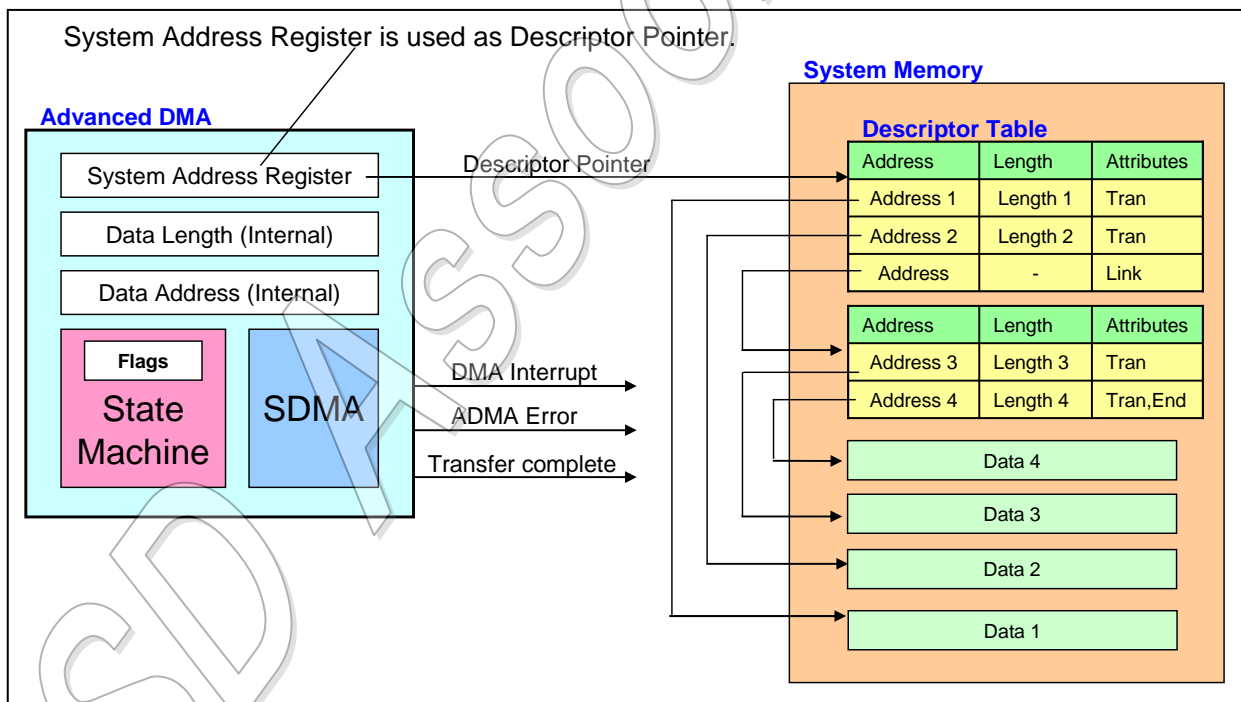 System Address Register is used as Descriptor Pointer.
System Memory
Advanced DMA
Descriptor Table
System Address Register
Descriptor Pointer
Address Length Attributes
Address 1 Length 1 Tran
Data Length (Internal)
Address 2 Length 2 Tran
Data Address (Internal)
Address - Link
Address Length Attributes
Flags
Address 3 Length 3 Tran
State
Machine
SDMA
DMA Interrupt
Address 4 Length 4 Tran,End
ADMA Error
Transfer complete
Data 4
Data 3
Data 2
Data 1
SD Assoc